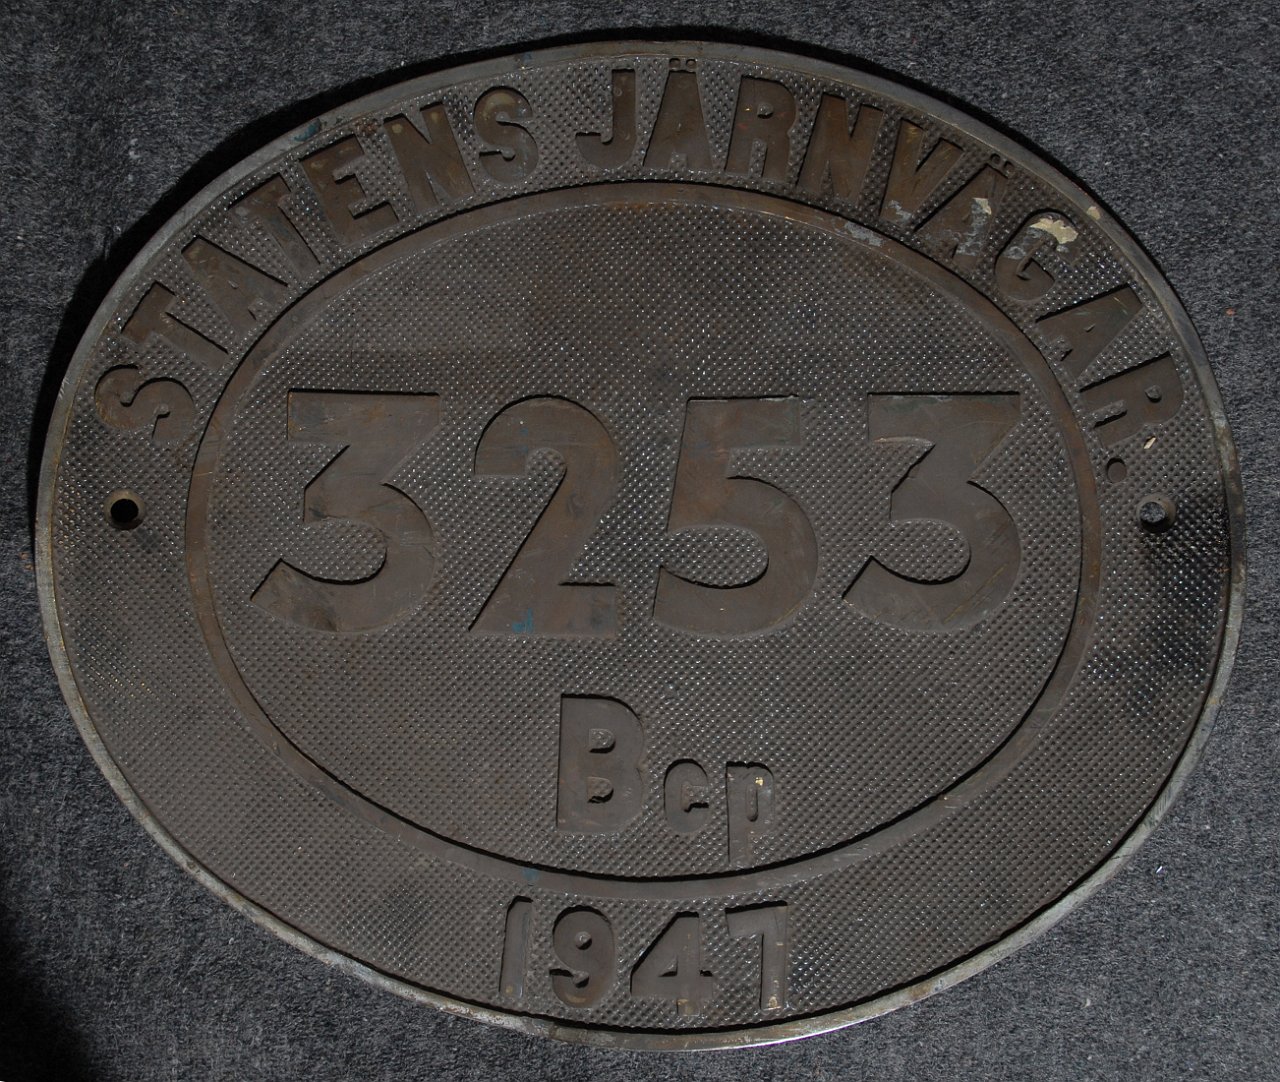 STATENS JÄRNVÄGAR.
3253
Bcp
1947